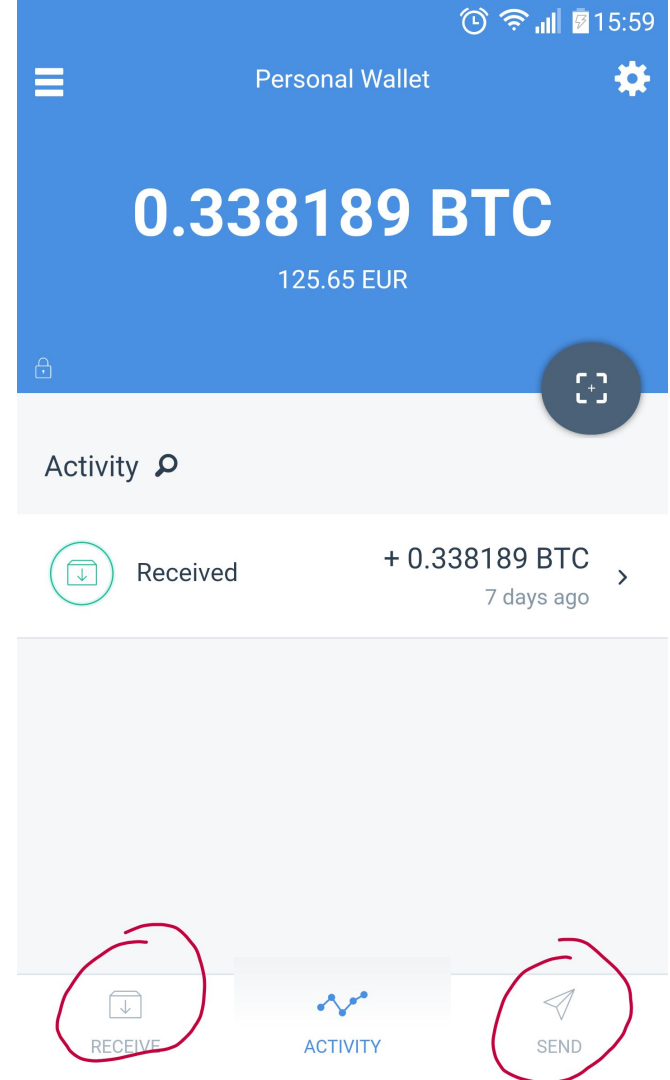 15:59
Personal Wallet
0.338189 BTC
125.65 EUR
Activity
Received
+ 0.338189 BTC
7 days ago
RECEIVE
ACTIVITY
SEND